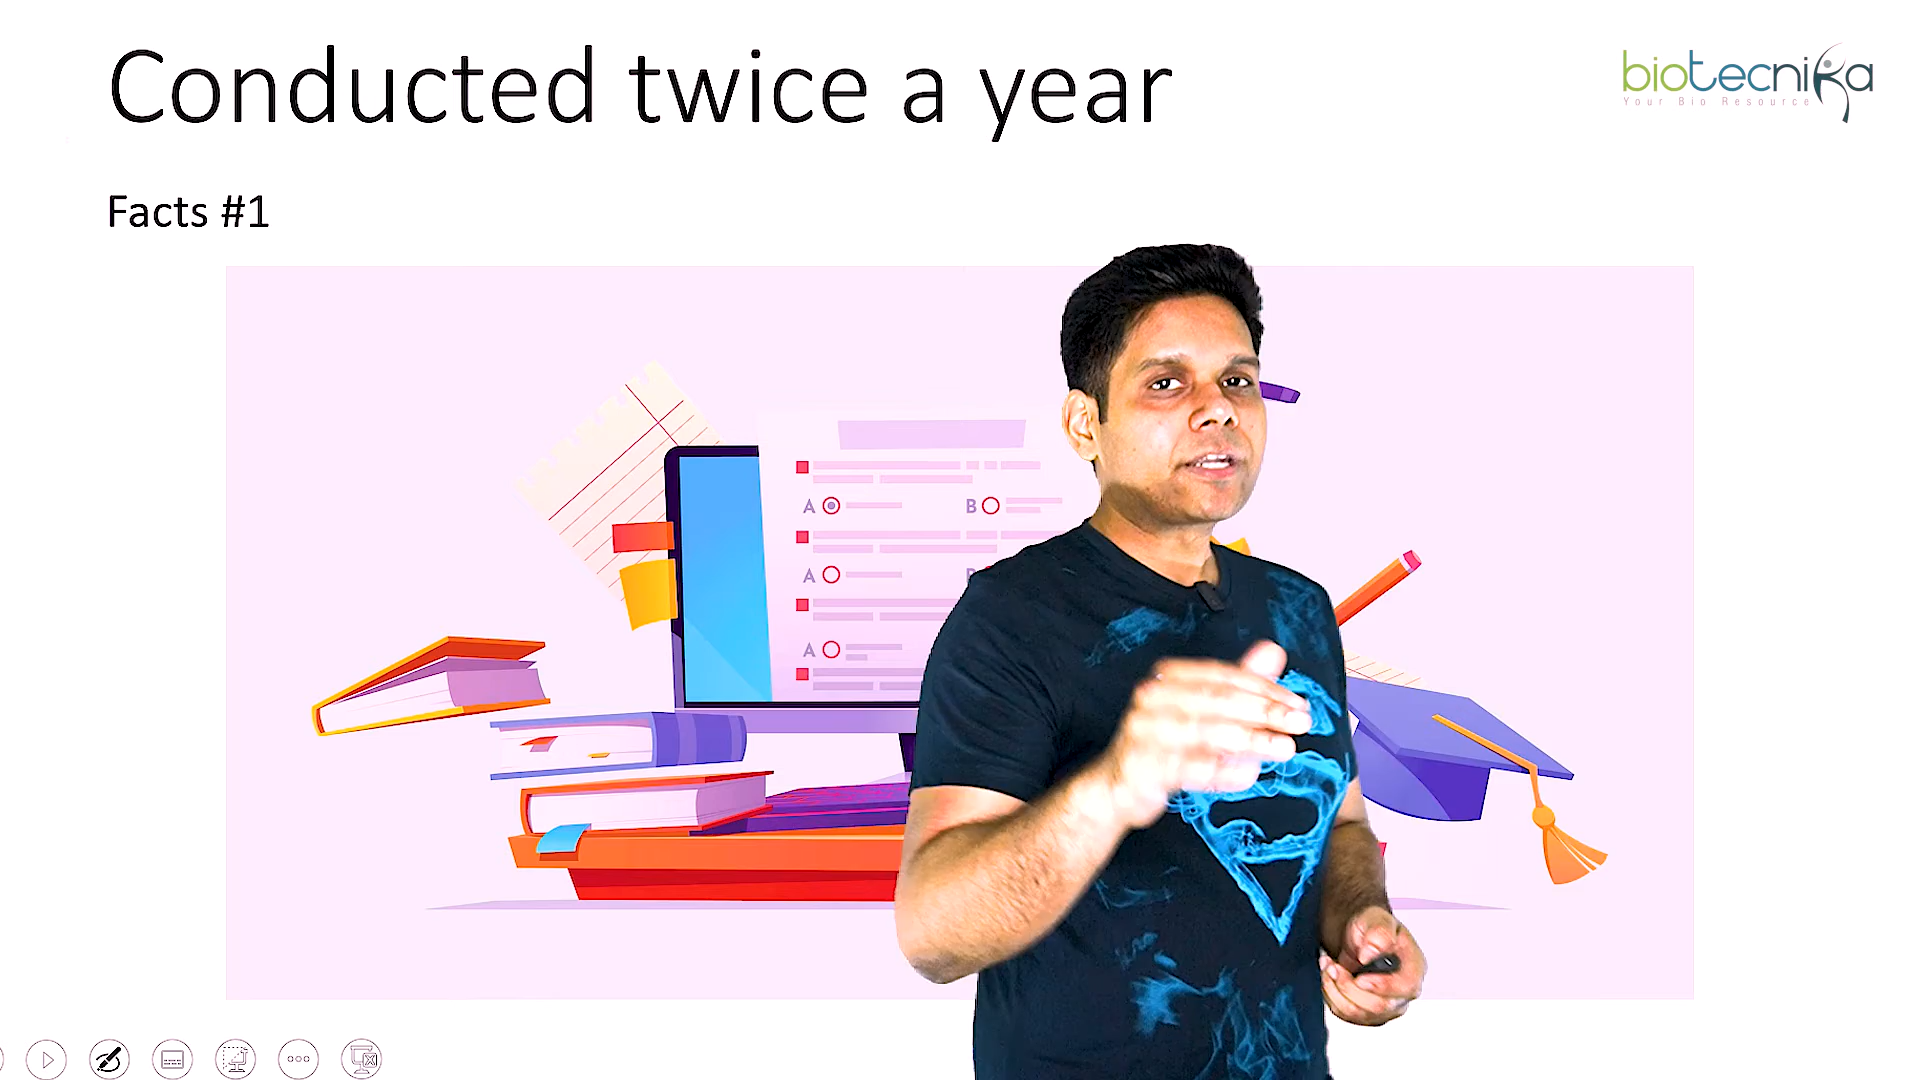 Conducted twice a year
biotecnika
Your Bio Resource
Facts #1
A
B
A
A